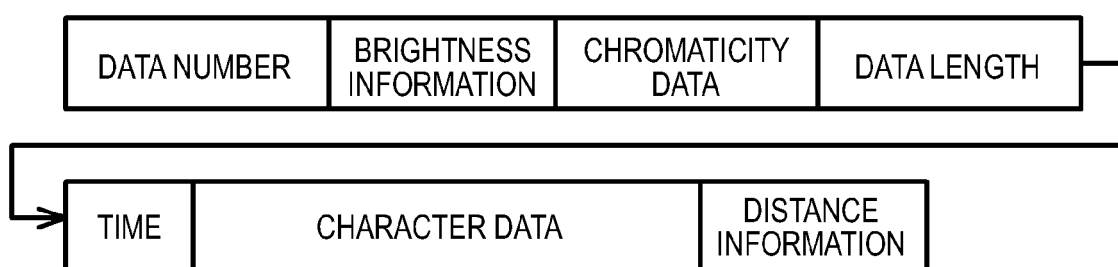 DATA NUMBER
BRIGHTNESS
INFORMATION
CHROMATICITY
DATA
DATA LENGTH
TIME
CHARACTER DATA
DISTANCE
INFORMATION